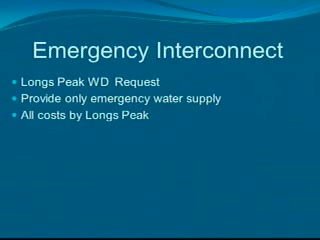 Emergency Interconnect
Longs Peak WD Request
Provide only emergency water supply
All costs by Longs Peak